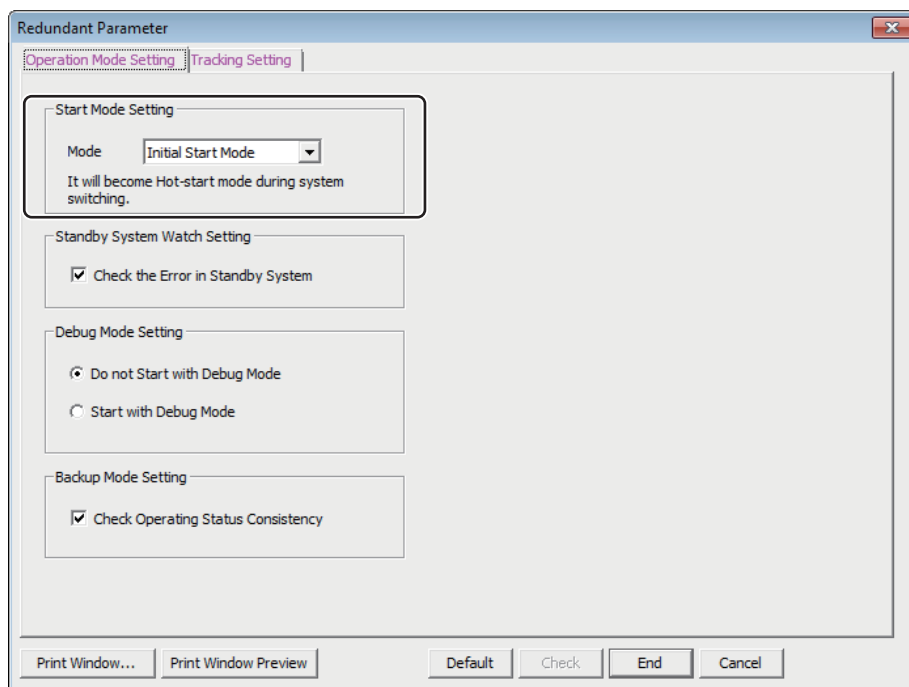 Redundant Parameter
Operation Mode Setting
Tracking Setting
Start Mode Setting
Mode
Initial Start Mode
It will become Hot-start mode during system
switching.
Standby System Watch Setting
Check the Error in Standby System
Debug Mode Setting
Do not Start with Debug Mode
Start with Debug Mode
Backup Mode Setting
Check Operating Status Consistency
Print Window...
Print Window Preview
Default
Check
End
Cancel